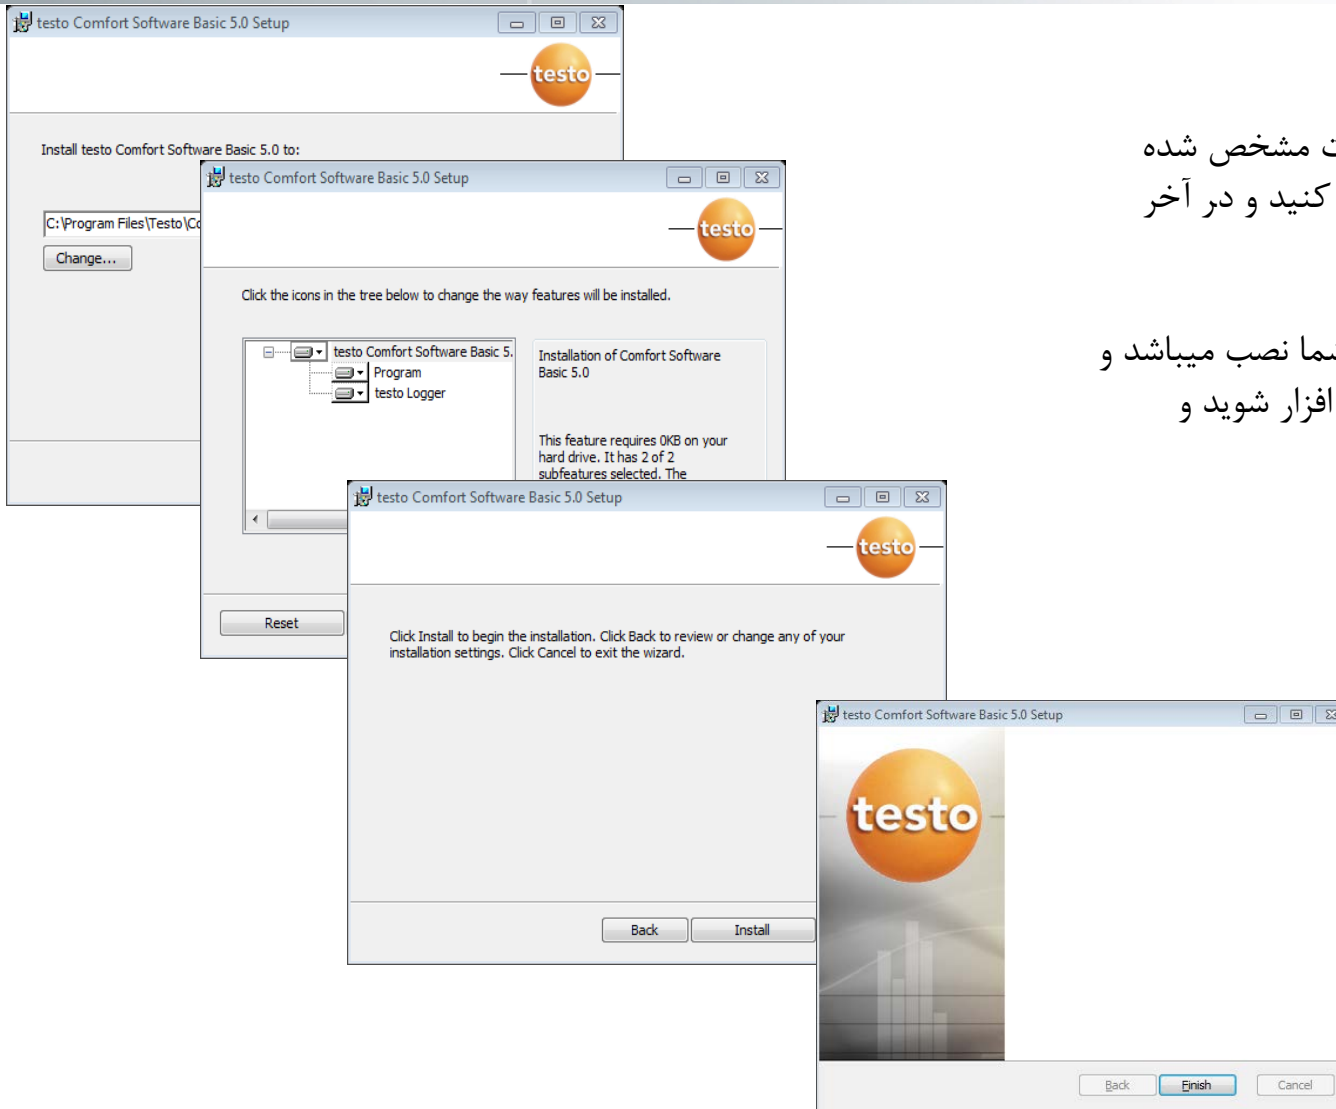 testo Comfort Software Basic 5.0 Setup
testo
Install testo Comfort Software Basic 5.0 to:
C:\Program Files\Testo\Co
Change...
testo Comfort Software Basic 5.0 Setup
testo
Click the icons in the tree below to change the way features will be installed.
testo Comfort Software Basic 5.
Program
testo Logger
Installation of Comfort Software
Basic 5.0
This feature requires 0KB on your
hard drive. It has 2 of 2
subfeatures selected. The
Reset
testo Comfort Software Basic 5.0 Setup
testo
Click Install to begin the installation. Click Back to review or change any of your
installation settings. Click Cancel to exit the wizard.
Back
Install
testo Comfort Software Basic 5.0 Setup
testo
Back
Finish
Cancel
مشخص شده
کنید و در آخر
نصب میباشد و
افزار شوید و